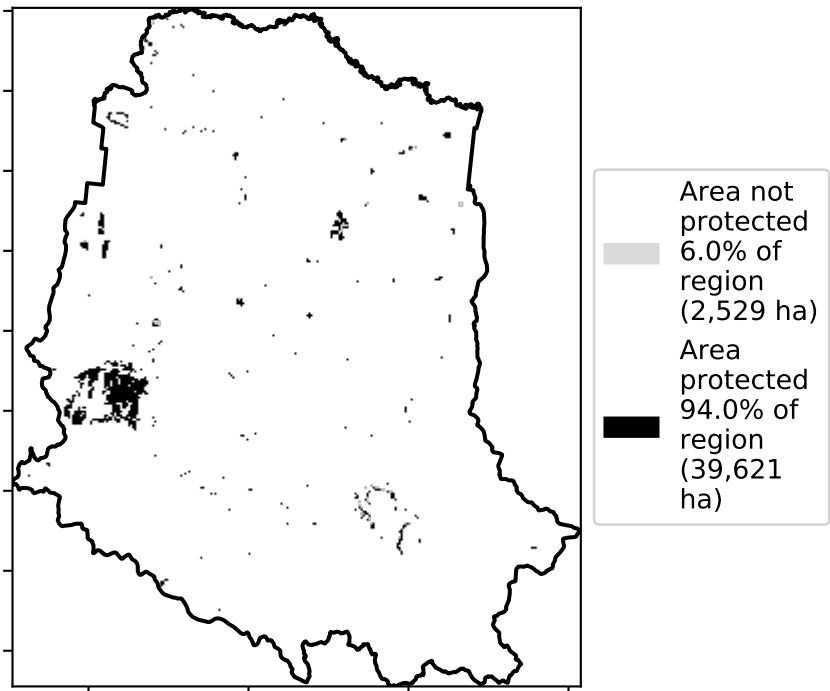 Area not
protected
6.0% of
region
(2,529 ha)
Area
protected
94.0% of
region
(39,621
ha)